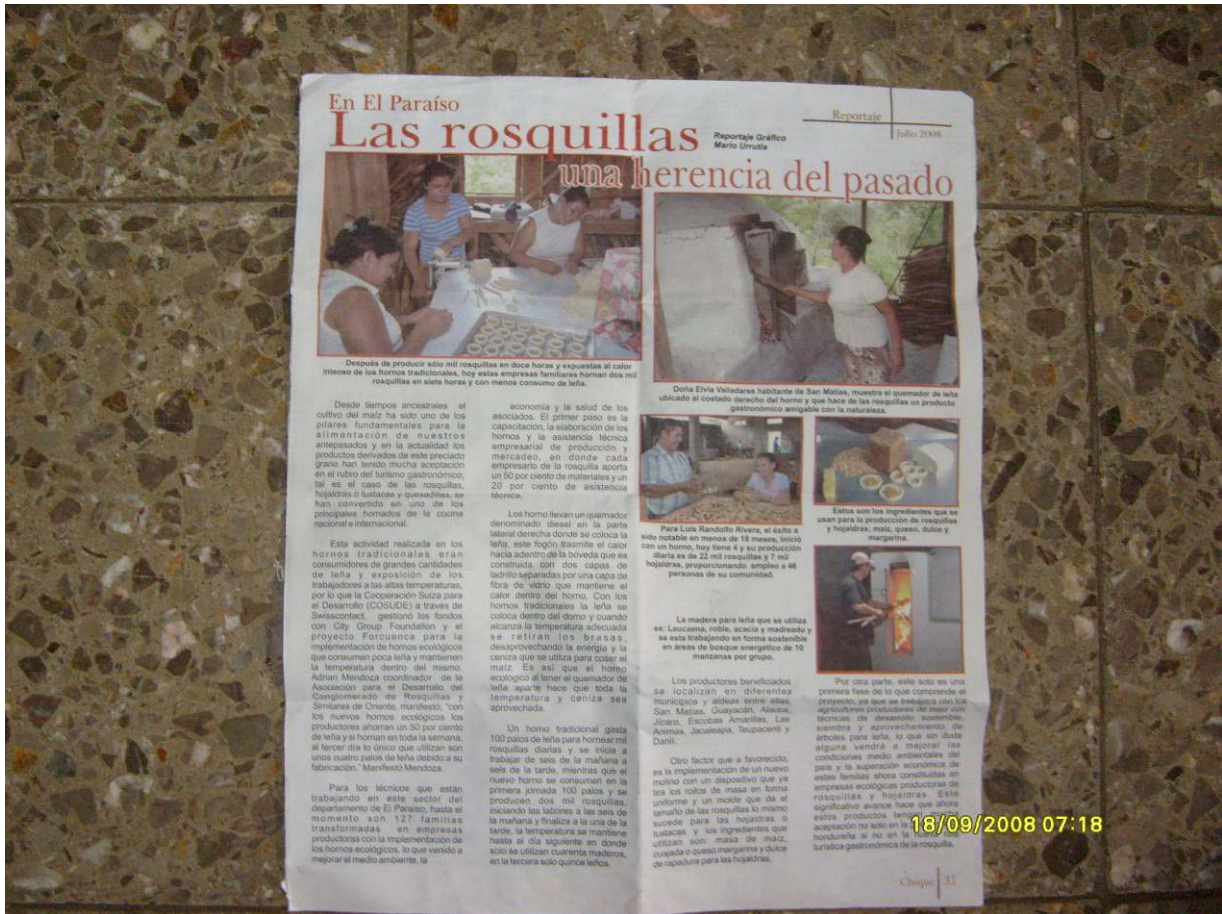 En El Paraíso
Las rosquillas
una herencia del pasado
Reportaje Gráfico
Mario Urrutia
Reportaje
Julio 2008
Después de producir sólo mil rosquillas en doce horas y expuestas al calor
intenso de los hornos tradicionales, hoy estas empresas familiares hornan dos mil
rosquillas en siete horas y con menos consumo de leña.
Doña Elvia Valladares habitante de San Matías, muestra el quemador de leña
ubicado al costado derecho del horno y que hace de las rosquillas un producto
gastronómico amigable con la naturaleza.
Desde tiempos ancestrales el
cultivo del maíz ha sido uno de los
pilares fundamentales para la
alimentación de nuestros
antepasados y en la actualidad los
productos derivados de este preciado
grano han tenido mucha aceptación
en el rubro del turismo gastronómico,
tal es el caso de las rosquillas,
hojaldras o tustacas y quesadillas, se
han convertido en uno de los
principales hornados de la cocina
nacional e internacional.
Esta actividad realizada en los
hornos tradicionales eran
consumidores de grandes cantidades
de leña y exposición de los
trabajadores a las altas temperaturas,
por lo que la Cooperación Suiza para
el Desarrollo (COSUDE) a través de
Swisscontact, gestionó los fondos
con City Group Foundation y el
proyecto Forcuenca para la
implementación de hornos ecológicos
que consumen poca leña y mantienen
la temperatura dentro del mismo.
Adrian Mendoza coordinador de la
Asociación para el Desarrollo del
Conglomerado de Rosquillas y
Similares de Oriente, manifestó; "con
los nuevos hornos ecológicos los
productores ahorran un 50 por ciento
de leña y si hornan en toda la semana,
al tercer día lo único que utilizan son
unos cuatro palos de leña debido a su
fabricación." Manifestó Mendoza.
Para los técnicos que están
trabajando en este sector del
departamento de El Paraíso, hasta el
momento son 127 familias
transformadas en empresas
productoras con la implementación de
los hornos ecológicos, lo que venido a
mejorar el medio ambiente, la
economía y la salud de los
asociados. El primer paso es la
capacitación, la elaboración de los
hornos y la asistencia técnica
empresarial de producción y
mercadeo, en donde cada
empresario de la rosquilla aporta
un 50 por ciento de materiales y un
20 por ciento de asistencia
técnica.
Los horno llevan un quemador
denominado diesel en la parte
lateral derecha donde se coloca la
leña, este fogón trasmite el calor
hacia adentro de la bóveda que es
construida con dos capas de
ladrillo separadas por una capa de
fibra de vidrio que mantiene el
calor dentro del horno. Con los
hornos tradicionales la leña se
coloca dentro del domo y cuando
alcanza la temperatura adecuada
se retiran los brasas,
desaprovechando la energía y la
ceniza que se utiliza para coser el
maíz. Es así que el horno
ecológico al tener el quemador de
leña aparte hace que toda la
temperatura y ceniza sea
aprovechada.
Un horno tradicional gasta
100 palos de leña para hornear mil
rosquillas diarias y se inicia a
trabajar de seis de la mañana a
seis de la tarde, mientras que el
nuevo horno se consumen en la
primera jornada 100 palos y se
producen dos mil rosquillas,
iniciando las labores a las seis de
la mañana y finaliza a la una de la
tarde, la temperatura se mantiene
hasta el día siguiente en donde
solo se utilizan cuarenta maderos,
en la tercera solo quince leños.
Para Luis Randolfo Rivera, el éxito a
sido notable en menos de 18 meses, inició
con un horno, hoy tiene 4 y su producción
diaria es de 22 mil rosquillas y 7 mil
hojaldras, proporcionando empleo a 46
personas de su comunidad.
Estos son los ingredientes que se
usan para la producción de rosquillas
y hojaldras; maíz, queso, dulce y
margarina.
La madera para leña que se utiliza
es: Leucaena, roble, acacia y madreado y
se esta trabajando en forma sostenible
en áreas de bosque energético de 10
manzanas por grupo.
Los productores beneficiados
se localizan en diferentes
municipios y aldeas entre ellas
San Matías, Guayacán, Alauca,
Jícaro, Escobas Amarillas, Las
Animas, Jacaleapa, Teupacenti y
Danlí.
Otro factor que a favorecido,
es la implementación de un nuevo
molino con un dispositivo que ya
tira los rollos de masa en forma
uniforme y un molde que da el
tamaño de las rosquillas lo mismo
sucede para las hojaldras o
tustacas y los ingredientes que
utilizan son: masa de maíz,
cuajada o queso margarina y dulce
de rapadura para las hojaldras.
Por otra parte, este solo es una
primera fase de lo que comprende el
proyecto, ya que se trabajará con los
agricultores productores de maíz con
técnicas de desarrollo sostenible,
siembra y aprovechamiento de
árboles para leña, lo que sin duda
alguna vendrá a mejorar las
condiciones medio ambientales del
país y la superación económica de
estas familias ahora constituidas en
empresas ecológicas productoras de
rosquillas y hojaldras. Este
significativo avance hace que ahora
estos productos
aceptación no solo en la
hondureña si no en la
turística gastronómica de la rosquilla.
18/09/2008 07:18
31